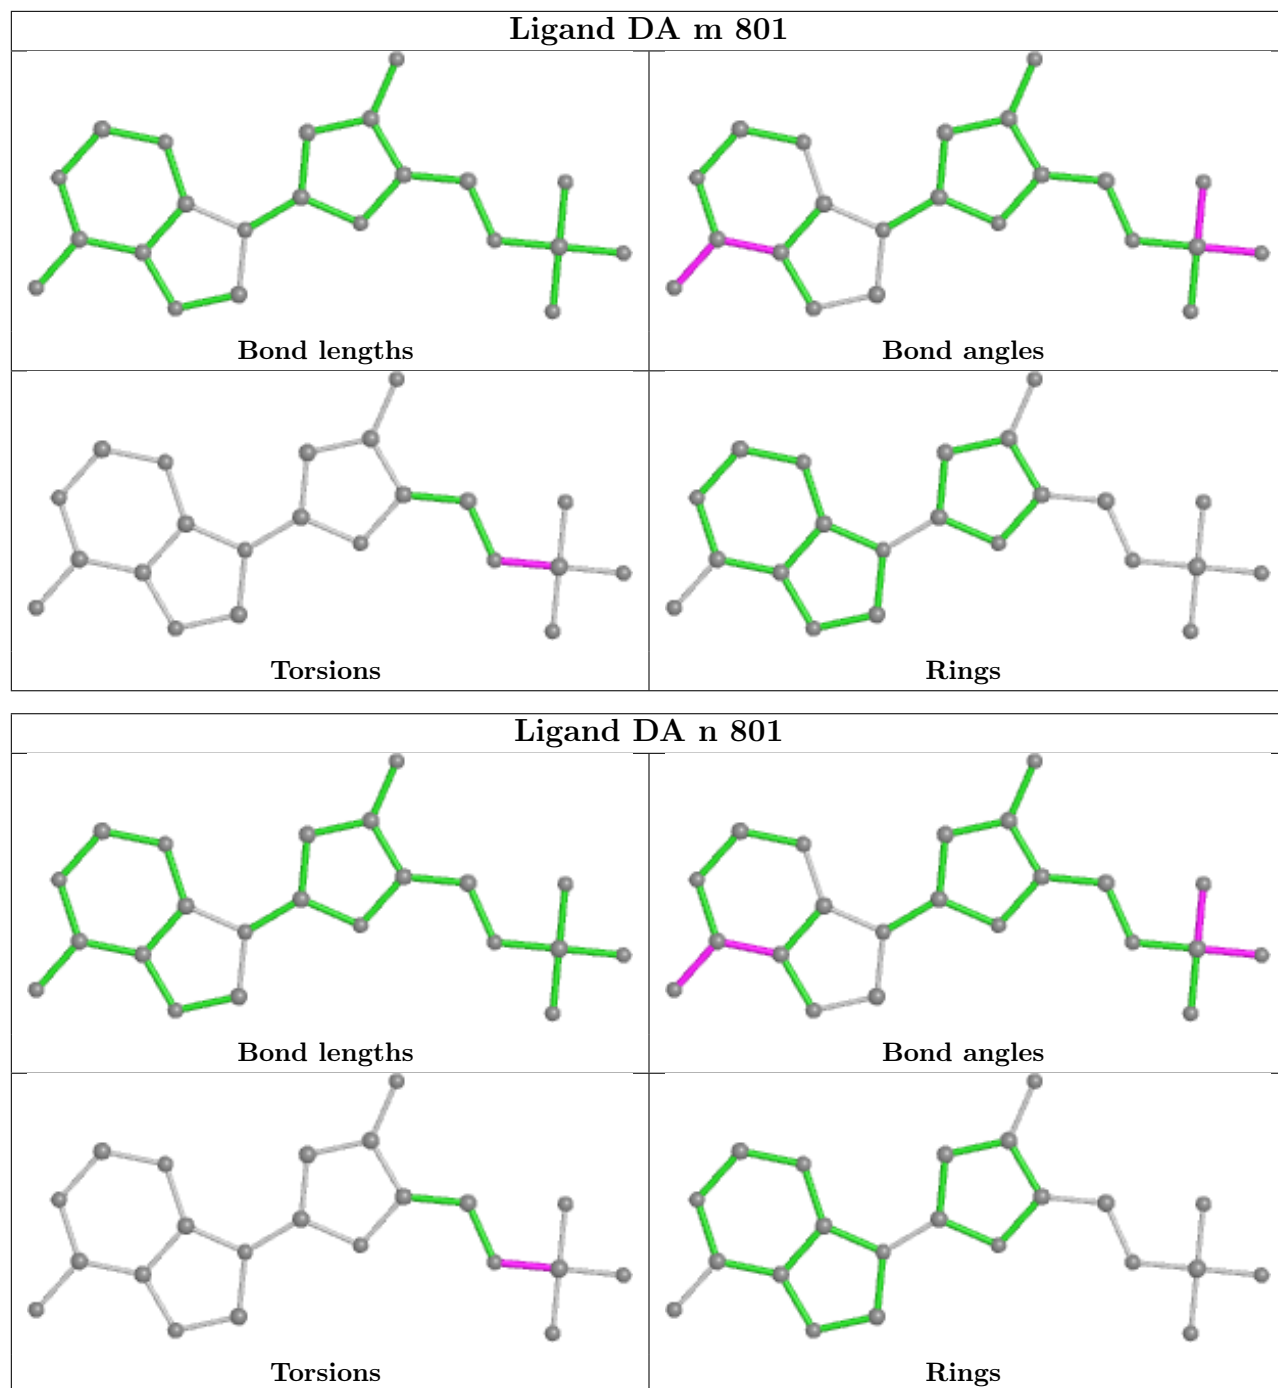 Ligand DA m 801
Bond lengths
Bond angles
Torsions
Rings
Ligand DA n 801
Bond lengths
Bond angles
Torsions
Rings